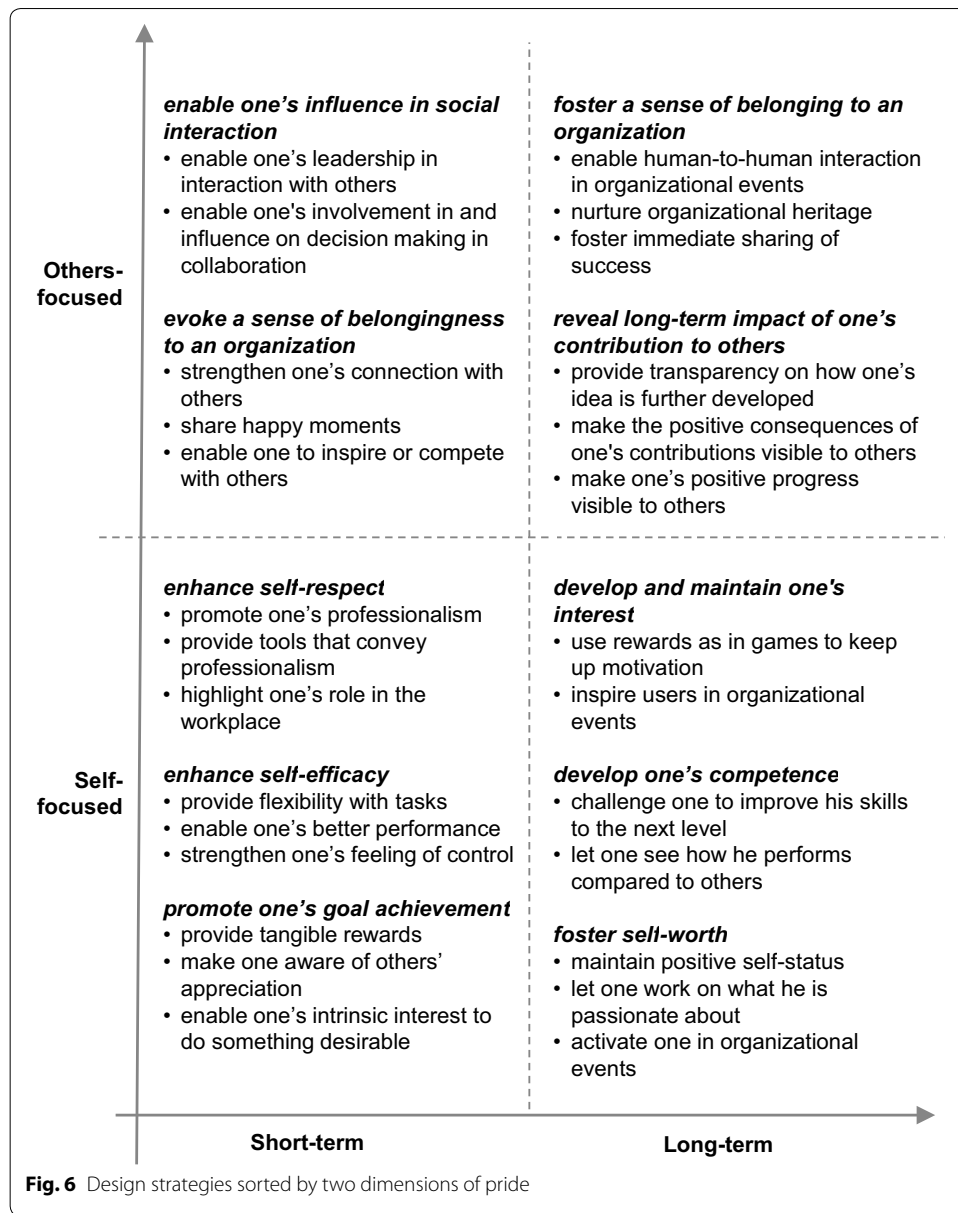 enable one’s influence in social
interaction
• enable one’s leadership in
interaction with others
• enable one's involvement in and
influence on decision making in
collaboration
evoke a sense of belongingness
to an organization
• strengthen one’s connection with
others
• share happy moments
• enable one to inspire or compete
with others
foster a sense of belonging to an
organization
• enable human-to-human interaction
in organizational events
• nurture organizational heritage
• foster immediate sharing of
success
reveal long-term impact of one’s
contribution to others
• provide transparency on how one’s
idea is further developed
• make the positive consequences of
one's contributions visible to others
• make one’s positive progress
visible to others
Others-
focused
enhance self-respect
• promote one’s professionalism
• provide tools that convey
professionalism
• highlight one’s role in the
workplace
enhance self-efficacy
• provide flexibility with tasks
• enable one’s better performance
• strengthen one’s feeling of control
promote one’s goal achievement
• provide tangible rewards
• make one aware of others’
appreciation
• enable one’s intrinsic interest to
do something desirable
develop and maintain one's
interest
• use rewards as in games to keep
up motivation
• inspire users in organizational
events
develop one’s competence
• challenge one to improve his skills
to the next level
• let one see how he performs
compared to others
foster self-worth
• maintain positive self-status
• let one work on what he is
passionate about
• activate one in organizational
events
Self-
focused
Short-term
Long-term
Fig. 6 Design strategies sorted by two dimensions of pride